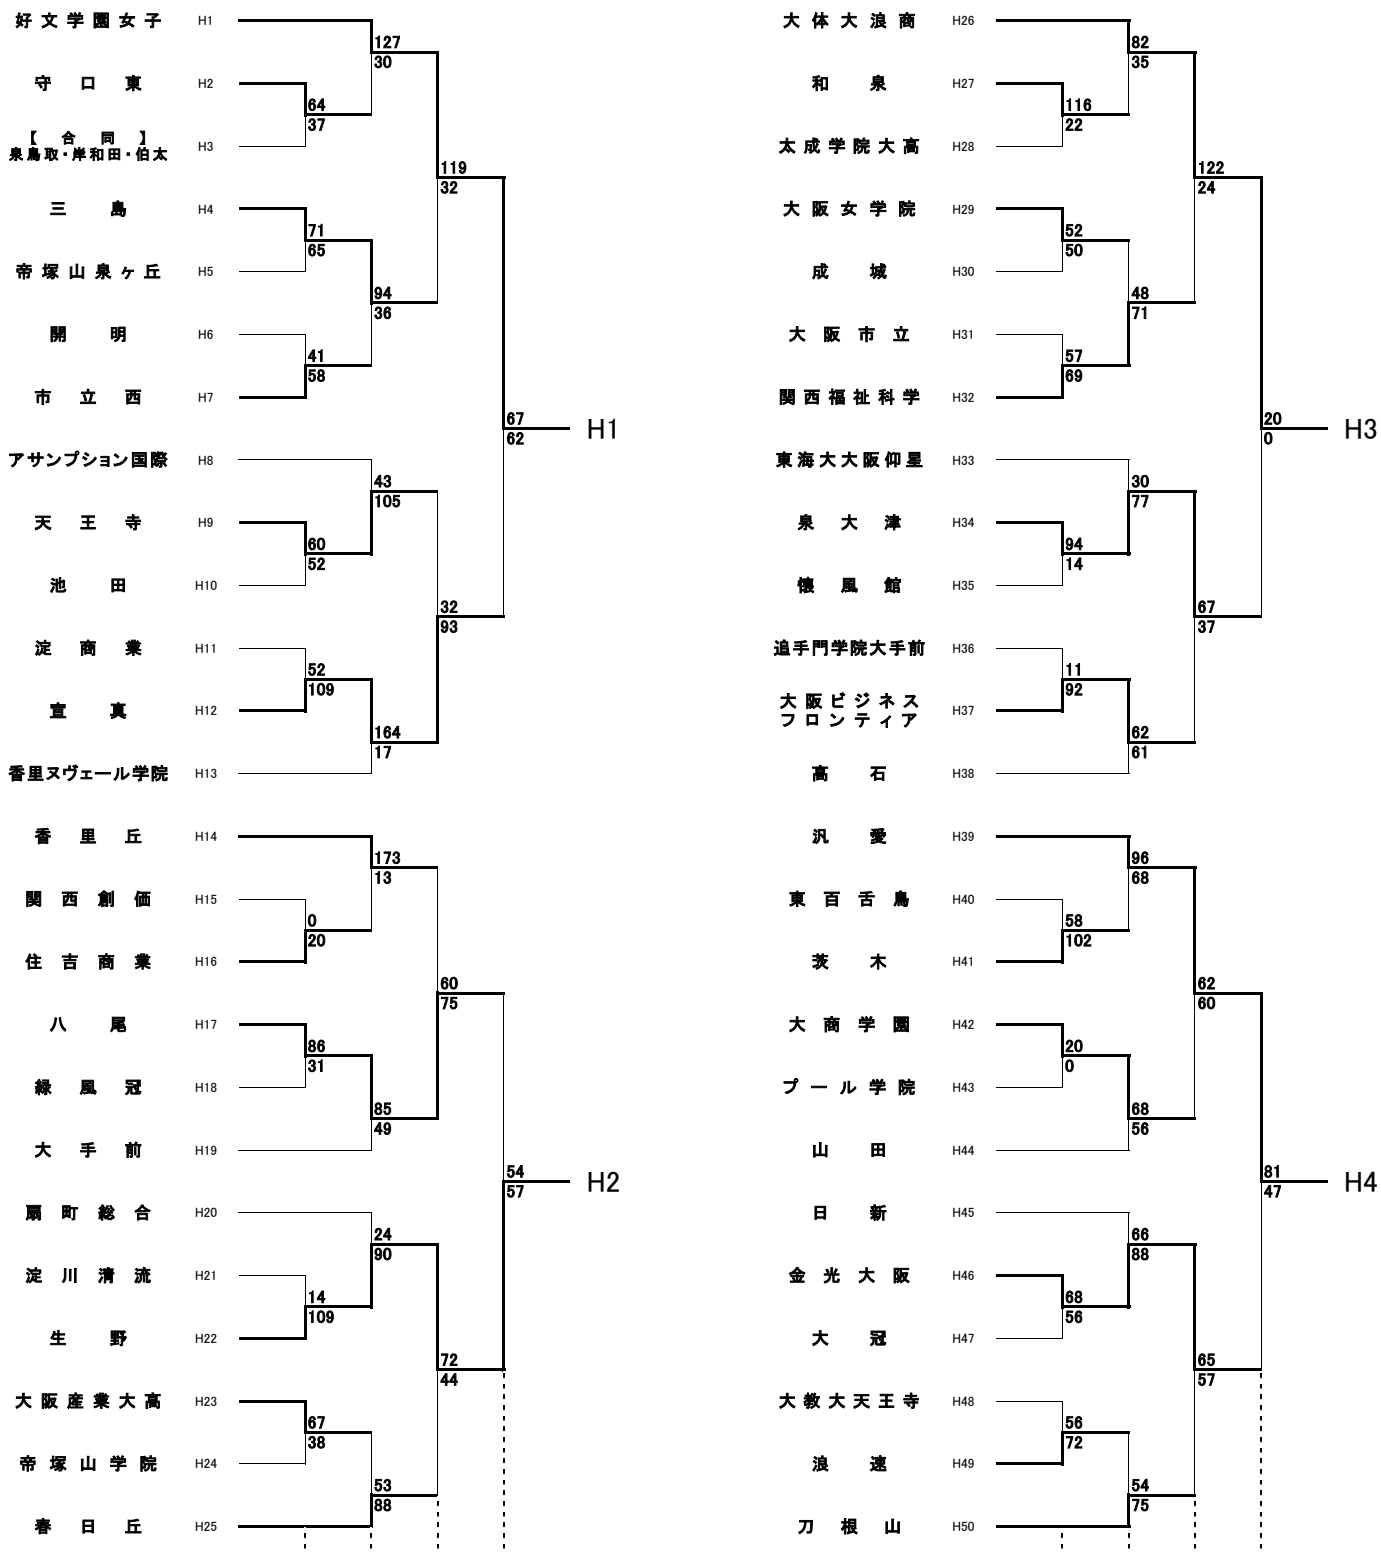 好文学園女子 H1
127
30
守口東 H2
64
37
【合同】
泉鳥取・岸和田・伯太 H3
119
32
三島 H4
71
65
帝塚山泉ヶ丘 H5
94
36
開明 H6
41
58
市立西 H7
67
62
H1
アサンプション国際 H8
43
105
天王寺 H9
60
52
池田 H10
32
93
淀商業 H11
52
109
宣真 H12
164
17
香里ヌヴェール学院 H13
香里丘 H14
173
13
関西創価 H15
0
20
住吉商業 H16
60
75
八尾 H17
86
31
緑風冠 H18
85
49
大手前 H19
54
57
H2
扇町総合 H20
24
90
淀川清流 H21
14
109
生野 H22
72
44
大阪産業大高 H23
67
38
帝塚山学院 H24
53
88
春日丘 H25
大体大浪商 H26
82
35
和泉 H27
116
22
太成学院大高 H28
122
24
大阪女学院 H29
52
50
成城 H30
48
71
大阪市立 H31
57
69
関西福祉科学 H32
20
0
H3
東海大大阪仰星 H33
30
77
泉大津 H34
94
14
懐風館 H35
67
37
追手門学院大手前 H36
11
92
大阪ビジネス
フロンティア H37
62
61
高石 H38
汎愛 H39
96
68
東百舌鳥 H40
58
102
茨木 H41
62
60
大商学園 H42
20
0
プール学院 H43
68
56
山田 H44
81
47
H4
日新 H45
66
88
金光大阪 H46
68
56
大冠 H47
65
57
大教大天王寺 H48
56
72
浪速 H49
54
75
刀根山 H50